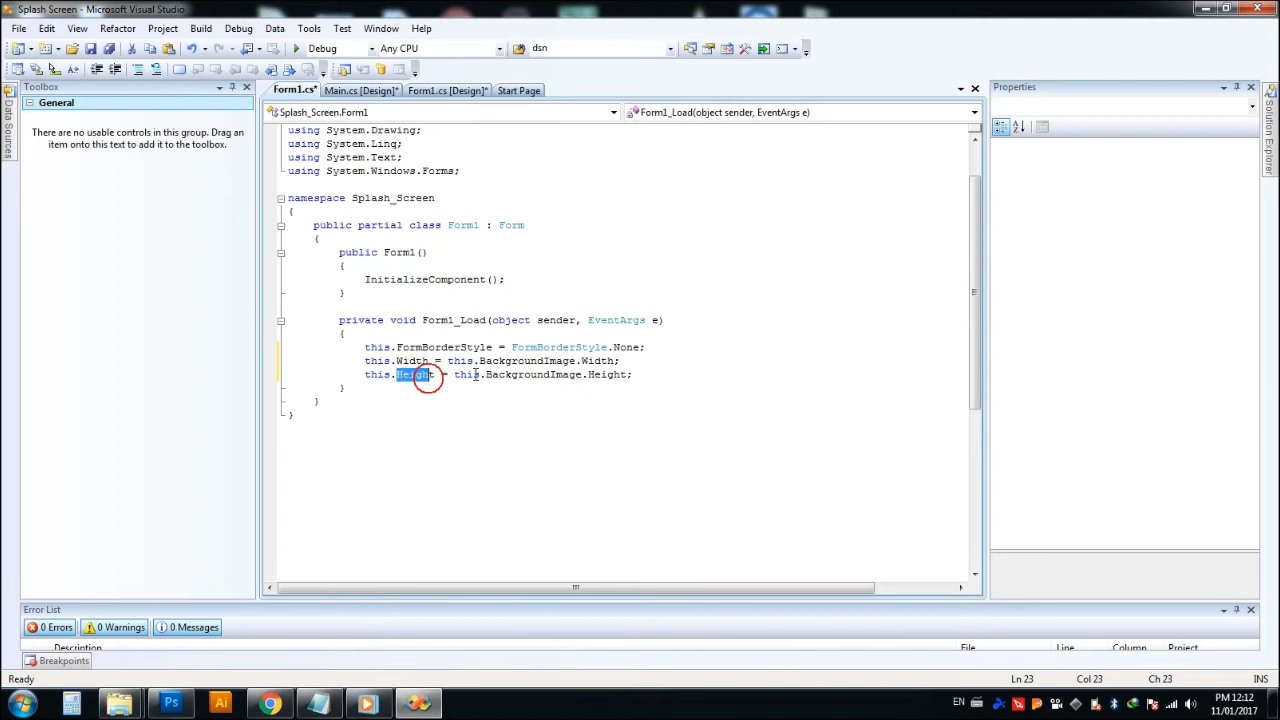 Splash Screen - Microsoft Visual Studio
File Edit View Refactor Project Build Debug Data Tools Test Window Help
Debug Any CPU dsn
Toolbox
General
There are no usable controls in this group. Drag an
item onto this text to add it to the toolbox.
Data Sources
Form1.cs* Main.cs [Design]* Form1.cs [Design]* Start Page
Splash_Screen.Form1 Form1_Load(object sender, EventArgs e)
using System.Drawing;
using System.Linq;
using System.Text;
using System.Windows.Forms;
namespace Splash_Screen
{
public partial class Form1 : Form
{
public Form1()
{
InitializeComponent();
}
private void Form1_Load(object sender, EventArgs e)
{
this.FormBorderStyle = FormBorderStyle.None;
this.Width = this.BackgroundImage.Width;
this.Height = this.BackgroundImage.Height;
}
}
}
Properties
Solution Explorer
Error List
0 Errors 0 Warnings 0 Messages
Description File Line Column Project
Breakpoints
Ready Ln 23 Col 23 Ch 23 INS
Ps Ai EN PM 12:12
11/01/2017